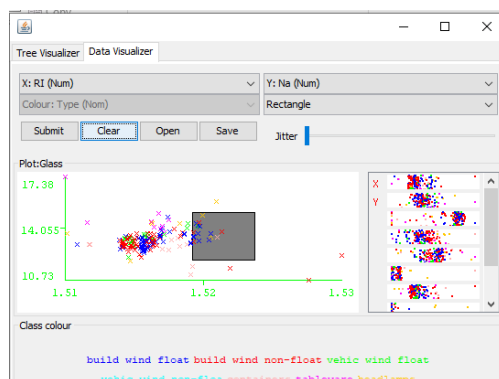 Tree Visualizer Data Visualizer
X: RI (Num) Y: Na (Num)
Colour: Type (Nom) Rectangle
Submit Clear Open Save Jitter
Plot:Glass
17.38
14.055
10.73
1.51 1.52 1.53
X
Y
Class colour
build wind float build wind non-float vehic wind float